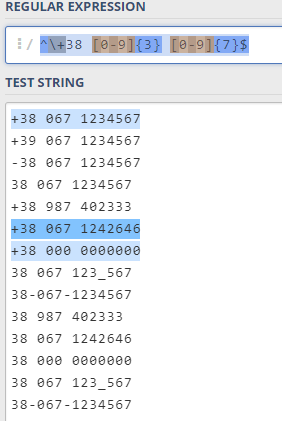 REGULAR EXPRESSION
/ ^\+38 [0-9]{3} [0-9]{7}$
TEST STRING
+38 067 1234567
+39 067 1234567
-38 067 1234567
38 067 1234567
+38 987 402333
+38 067 1242646
+38 000 0000000
38 067 123_567
38-067-1234567
38 987 402333
38 067 1242646
38 000 0000000
38 067 123_567
38-067-1234567